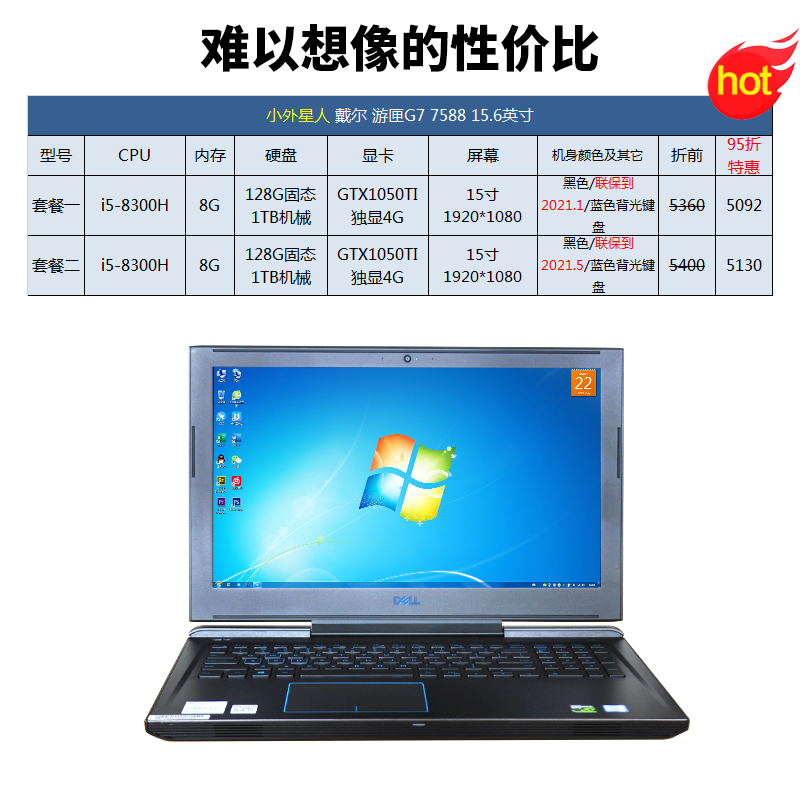 难以想像的性价比
hot
小外星人 戴尔 游匣G7 7588 15.6英寸
型号 CPU 内存 硬盘 显卡 屏幕 机身颜色及其它 折前 95折
特惠
套餐一 i5-8300H 8G 128G固态 GTX1050TI 15寸 黑色/联保到 5360 5092
1TB机械 独显4G 1920*1080 2021.1/蓝色背光键
盘
套餐二 i5-8300H 8G 128G固态 GTX1050TI 15寸 黑色/联保到 5400 5130
1TB机械 独显4G 1920*1080 2021.5/蓝色背光键
盘
22
DELL